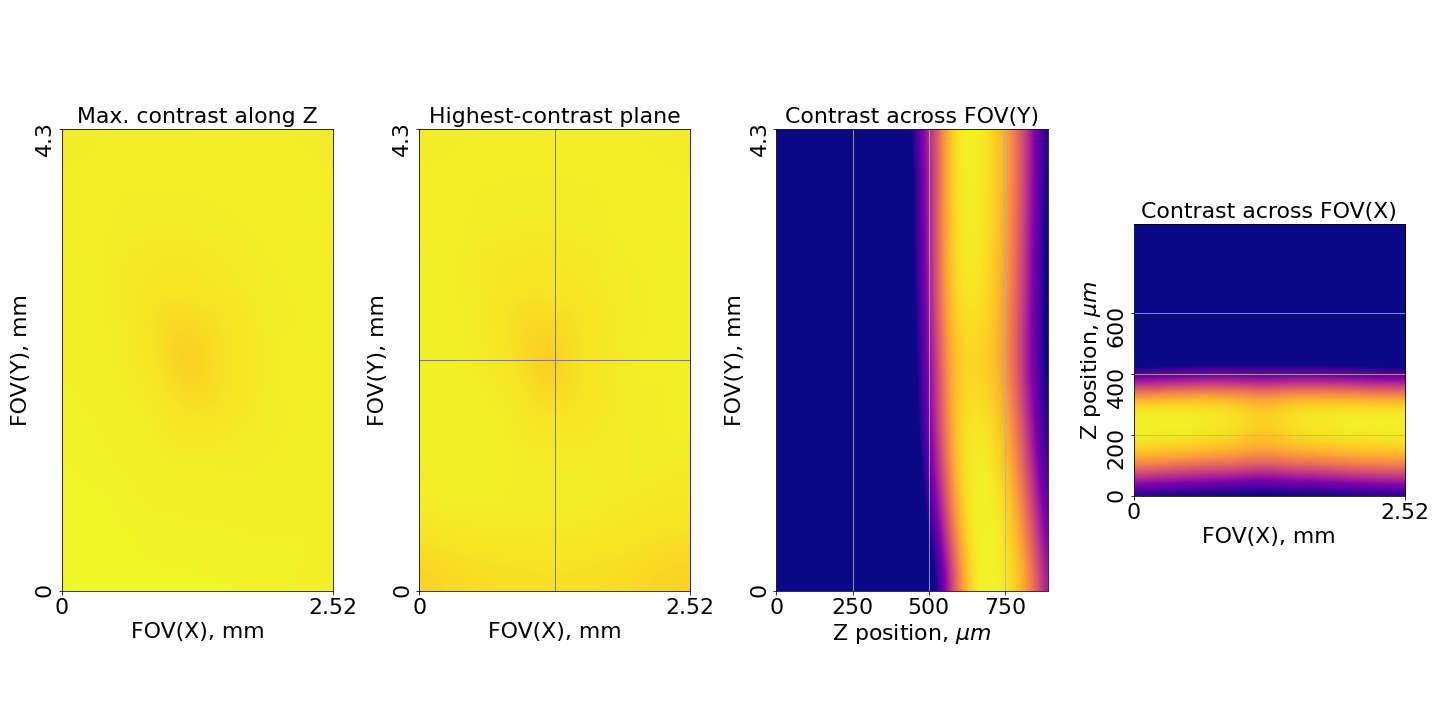 Max. contrast along Z
4.3
FOV(Y), mm
0
0
2.52
FOV(X), mm
Highest-contrast plane
4.3
FOV(Y), mm
0
0
2.52
FOV(X), mm
Contrast across FOV(Y)
4.3
FOV(Y), mm
0
0
250
500
750
Z position, μm
Contrast across FOV(X)
Z position, μm
600
400
200
0
0
2.52
FOV(X), mm